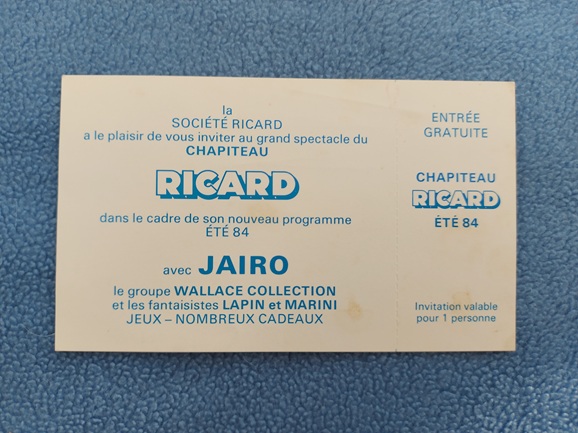 la
SOCIÉTÉ RICARD
a le plaisir de vous inviter au grand spectacle du
CHAPITEAU
RICARD
dans le cadre de son nouveau programme
ÉTÉ 84
avec JAIRO
le groupe WALLACE COLLECTION
et les fantaisistes LAPIN et MARINI
JEUX – NOMBREUX CADEAUX
ENTRÉE
GRATUITE
CHAPITEAU
RICARD
ÉTÉ 84
Invitation valable
pour 1 personne